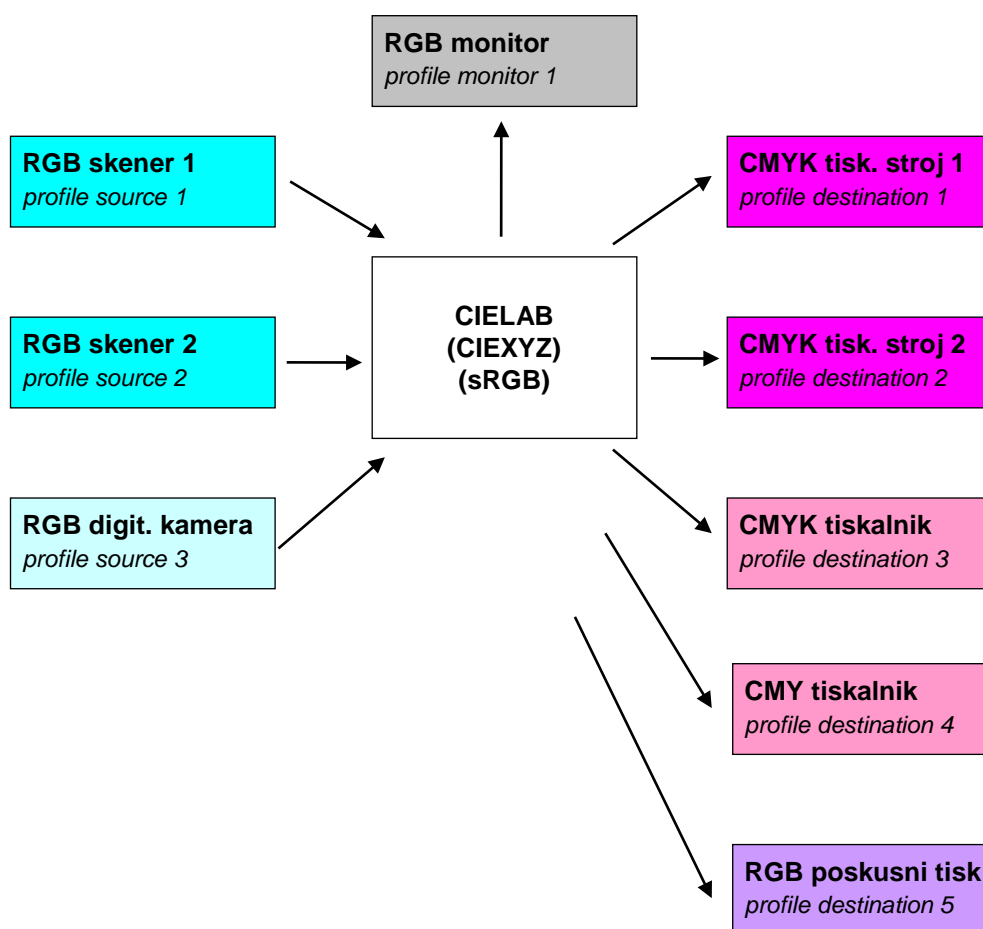 RGB monitor
profile monitor 1
RGB skener 1
profile source 1
CMYK tisk. stroj 1
profile destination 1
CIELAB
(CIEXYZ)
(sRGB)
RGB skener 2
profile source 2
CMYK tisk. stroj 2
profile destination 2
RGB digit. kamera
profile source 3
CMYK tiskalnik
profile destination 3
CMY tiskalnik
profile destination 4
RGB poskusni tisk
profile destination 5